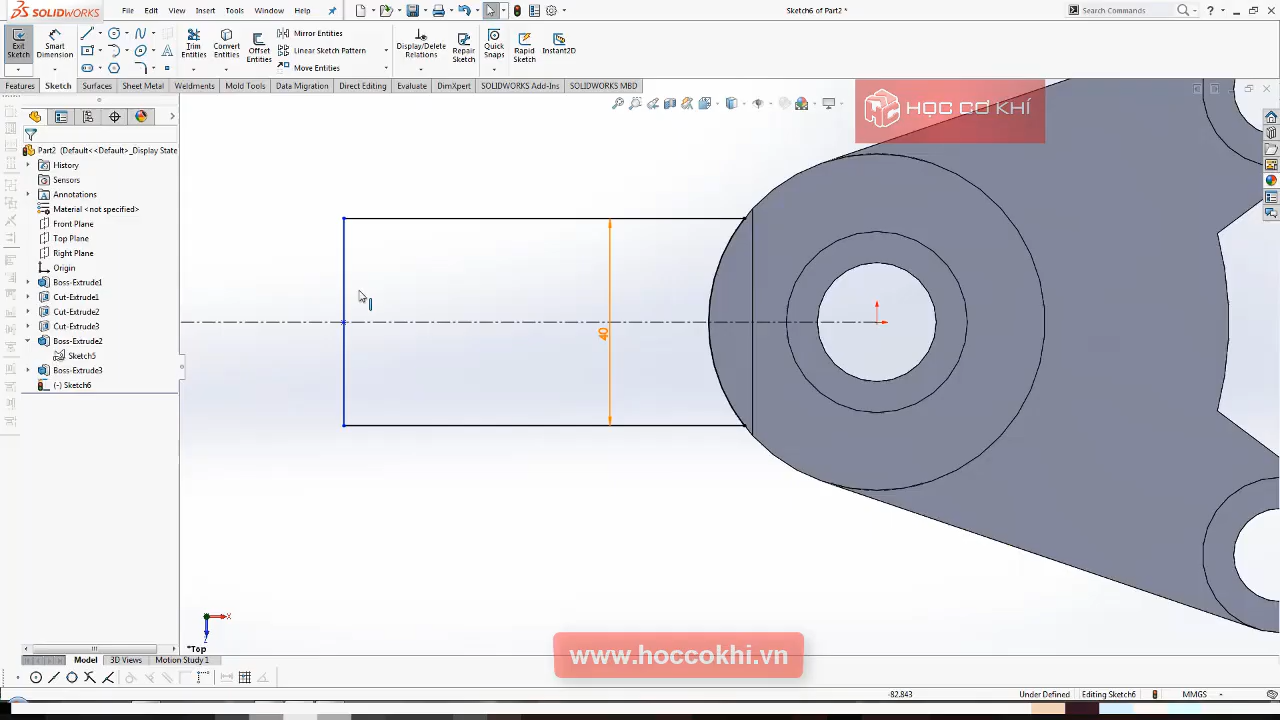 SOLIDWORKS File Edit View Insert Tools Window Help Sketch6 of Part2 * Search Commands
Exit Sketch Smart Dimension Trim Entities Convert Entities Offset Entities Mirror Entities Linear Sketch Pattern Move Entities Display/Delete Relations Repair Sketch Quick Snaps Rapid Sketch Instant2D
Features Sketch Surfaces Sheet Metal Weldments Mold Tools Data Migration Direct Editing Evaluate DimXpert SOLIDWORKS Add-Ins SOLIDWORKS MBD
HỌC CƠ KHÍ
Part2 (Default<<Default>_Display State
History
Sensors
Annotations
Material <not specified>
Front Plane
Top Plane
Right Plane
Origin
Boss-Extrude1
Cut-Extrude1
Cut-Extrude2
Cut-Extrude3
Boss-Extrude2
Sketch5
Boss-Extrude3
(-) Sketch6
40
X
*Top
www.hoccokhi.vn
Model 3D Views Motion Study 1
-82.843 Under Defined Editing Sketch6 MMGS